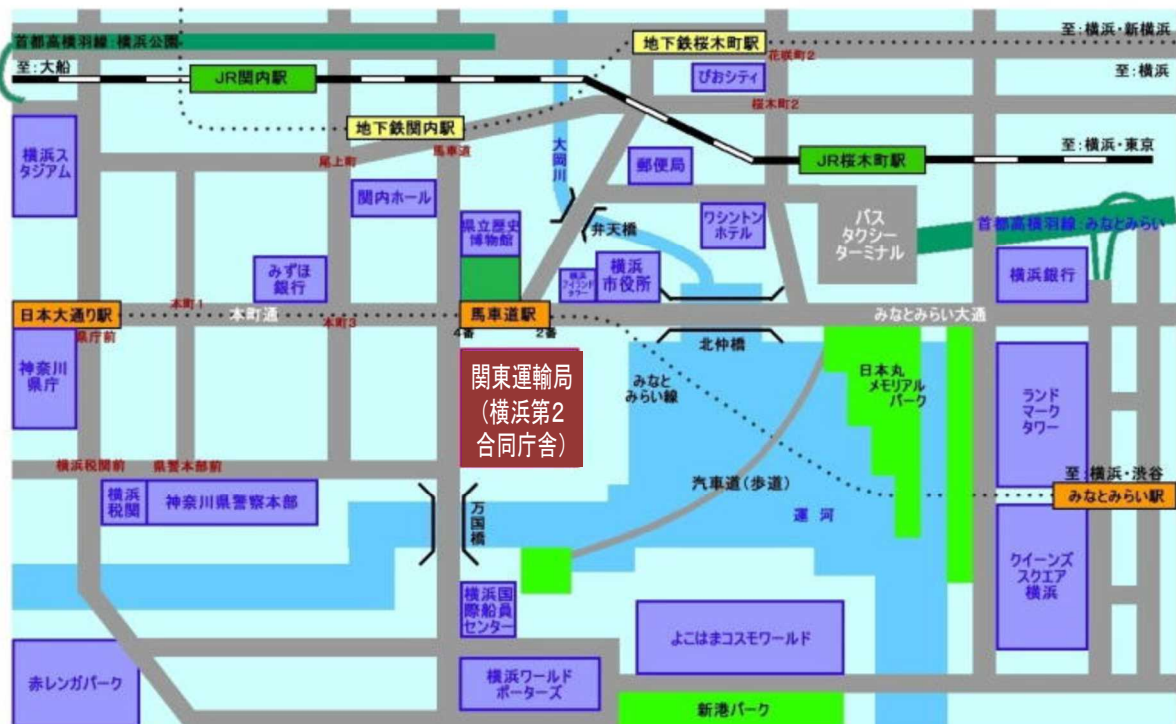 首都高横羽線:横浜公園
地下鉄桜木町駅
至:横浜・新横浜
花咲町2
至:大船
JR関内駅
ぴおシティ
至:横浜
桜木町2
地下鉄関内駅
横浜ス
タジアム
尾上町
馬車道
大岡川
郵便局
JR桜木町駅
至:横浜・東京
関内ホール
県立歴史
博物館
弁天橋
ワシントン
ホテル
バス
タクシー
ターミナル
首都高横羽線:みなとみらい
みずほ
銀行
横浜
アイランド
タワー
横浜
市役所
横浜銀行
日本大通り駅
本町1
本町通
本町3
馬車道駅
みなとみらい大通
県庁前
4番
2番
北仲橋
神奈川
県庁
関東運輸局
(横浜第2
合同庁舎)
みなと
みらい線
日本丸
メモリアル
パーク
ランド
マーク
タワー
横浜税関前
県警本部前
汽車道(歩道)
至:横浜・渋谷
みなとみらい駅
横浜
税関
神奈川県警察本部
万国橋
運河
クイーンズ
スクエア
横浜
横浜国
際船員
センター
よこはまコスモワールド
赤レンガパーク
横浜ワールド
ポーターズ
新港パーク